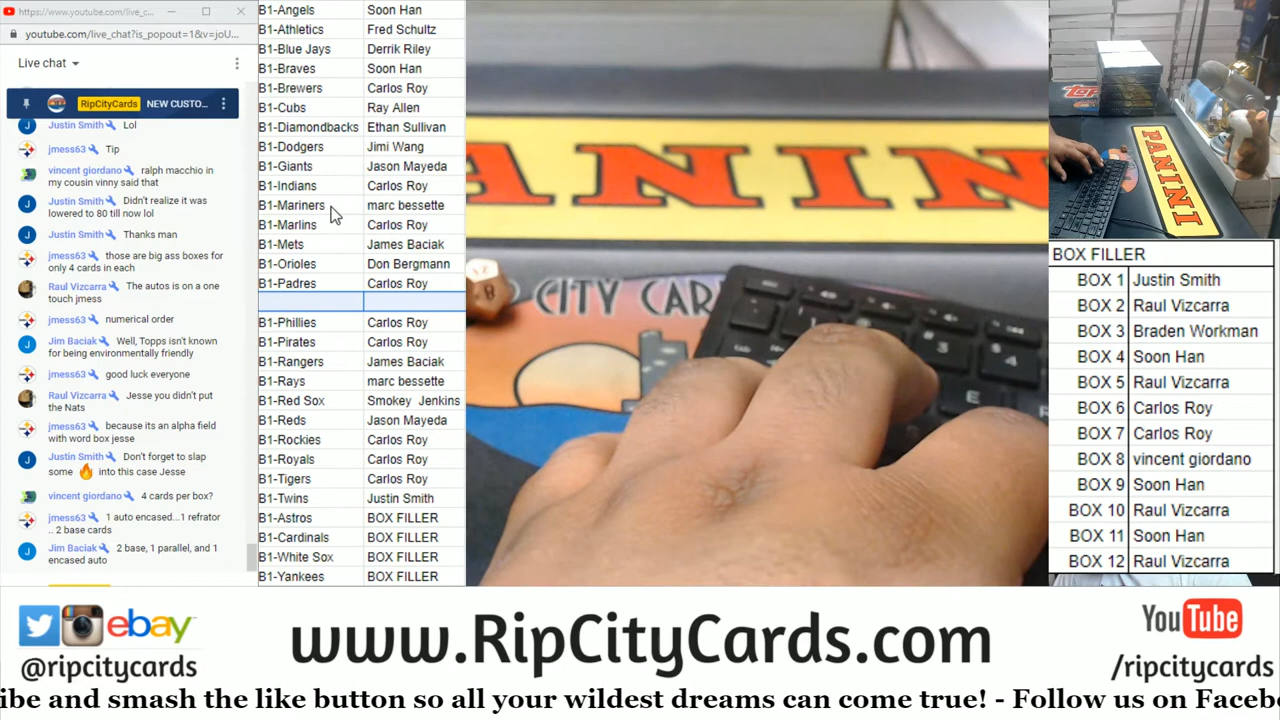 https://www.youtube.com/live_c...
youtube.com/live_chat?is_popout=1&v=joU...
Live chat
RipCityCards NEW CUSTO...
Justin Smith Lol
jmess63 Tip
vincent giordano ralph macchio in
my cousin vinny said that
Justin Smith Didn't realize it was
lowered to 80 till now lol
Justin Smith Thanks man
jmess63 those are big ass boxes for
only 4 cards in each
Raul Vizcarra The autos is on a one
touch jmess
jmess63 numerical order
Jim Baciak Well, Topps isn't known
for being environmentally friendly
jmess63 good luck everyone
Raul Vizcarra Jesse you didn't put
the Nats
jmess63 because its an alpha field
with word box jesse
Justin Smith Don't forget to slap
some 🔥 into this case Jesse
vincent giordano 4 cards per box?
jmess63 1 auto encased...1 refrator
.. 2 base cards
Jim Baciak 2 base, 1 parallel, and 1
encased auto
B1-Angels Soon Han
B1-Athletics Fred Schultz
B1-Blue Jays Derrik Riley
B1-Braves Soon Han
B1-Brewers Carlos Roy
B1-Cubs Ray Allen
B1-Diamondbacks Ethan Sullivan
B1-Dodgers Jimi Wang
B1-Giants Jason Mayeda
B1-Indians Carlos Roy
B1-Mariners marc bessette
B1-Marlins Carlos Roy
B1-Mets James Baciak
B1-Orioles Don Bergmann
B1-Padres Carlos Roy
B1-Phillies Carlos Roy
B1-Pirates Carlos Roy
B1-Rangers James Baciak
B1-Rays marc bessette
B1-Red Sox Smokey Jenkins
B1-Reds Jason Mayeda
B1-Rockies Carlos Roy
B1-Royals Carlos Roy
B1-Tigers Carlos Roy
B1-Twins Justin Smith
B1-Astros BOX FILLER
B1-Cardinals BOX FILLER
B1-White Sox BOX FILLER
B1-Yankees BOX FILLER
ANINI
CITY CAR
3
4
E
PANINI
BOX FILLER
BOX 1 Justin Smith
BOX 2 Raul Vizcarra
BOX 3 Braden Workman
BOX 4 Soon Han
BOX 5 Raul Vizcarra
BOX 6 Carlos Roy
BOX 7 Carlos Roy
BOX 8 vincent giordano
BOX 9 Soon Han
BOX 10 Raul Vizcarra
BOX 11 Soon Han
BOX 12 Raul Vizcarra
ebay
@ripcitycards
www.RipCityCards.com
YouTube
/ripcitycards
ibe and smash the like button so all your wildest dreams can come true! - Follow us on Faceb